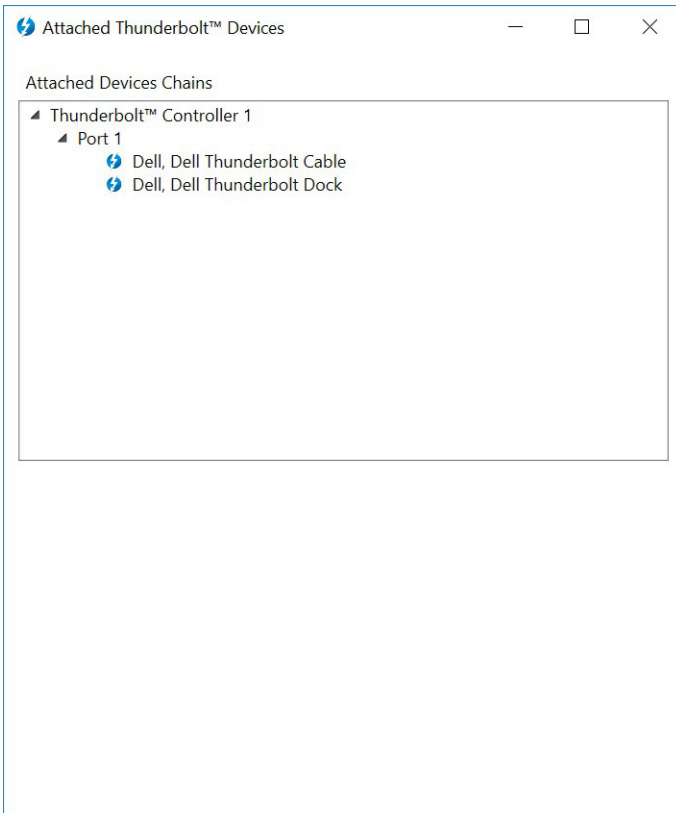 Attached Thunderbolt™ Devices
Attached Devices Chains
Thunderbolt™ Controller 1
Port 1
Dell, Dell Thunderbolt Cable
Dell, Dell Thunderbolt Dock